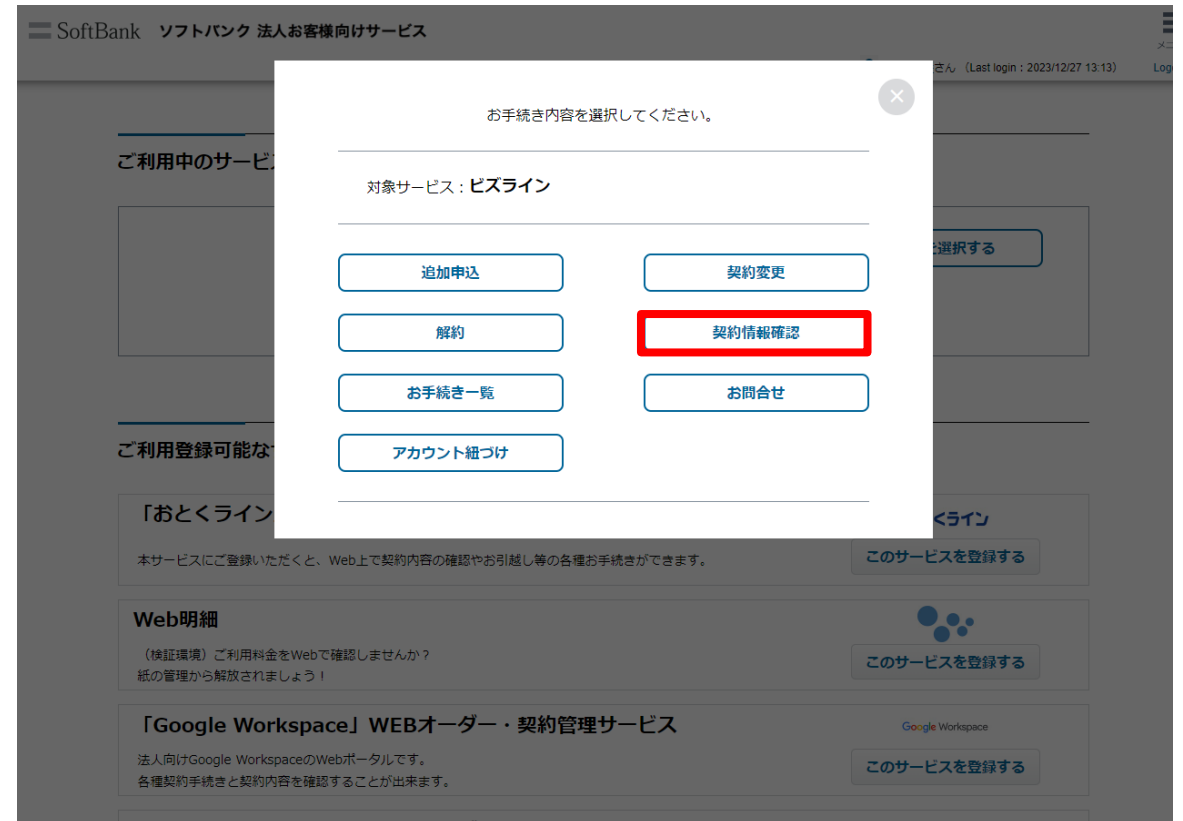 SoftBank ソフトバンク 法人お客様向けサービス
さん (Last login : 2023/12/27 13:13)
お手続き内容を選択してください。
ご利用中のサービ
対象サービス : ビズライン
選択する
追加申込
契約変更
解約
契約情報確認
お手続き一覧
お問合せ
ご利用登録可能な
アカウント紐づけ
「おとくライン
くライン
本サービスにご登録いただくと、Web上で契約内容の確認やお引越し等の各種お手続きができます。
このサービスを登録する
Web明細
(検証環境)ご利用料金をWebで確認しませんか?
紙の管理から解放されましょう!
このサービスを登録する
「Google Workspace」WEBオーダー・契約管理サービス
Google Workspace
法人向けGoogle WorkspaceのWebポータルです。
各種契約手続きと契約内容を確認することが出来ます。
このサービスを登録する